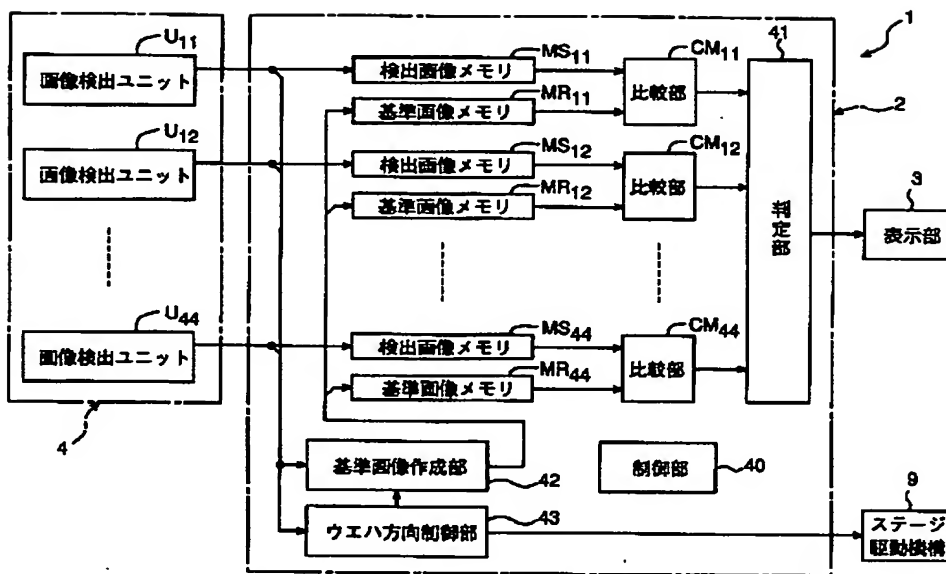 U11
画像検出ユニット
U12
画像検出ユニット
U44
画像検出ユニット
4
MS11
検出画像メモリ
MR11
基準画像メモリ
MS12
検出画像メモリ
MR12
基準画像メモリ
MS44
検出画像メモリ
MR44
基準画像メモリ
CM11
比較部
CM12
比較部
CM44
比較部
41
判定部
1
2
3
表示部
基準画像作成部
42
制御部
40
ウエハ方向制御部
43
9
ステージ
駆動機構